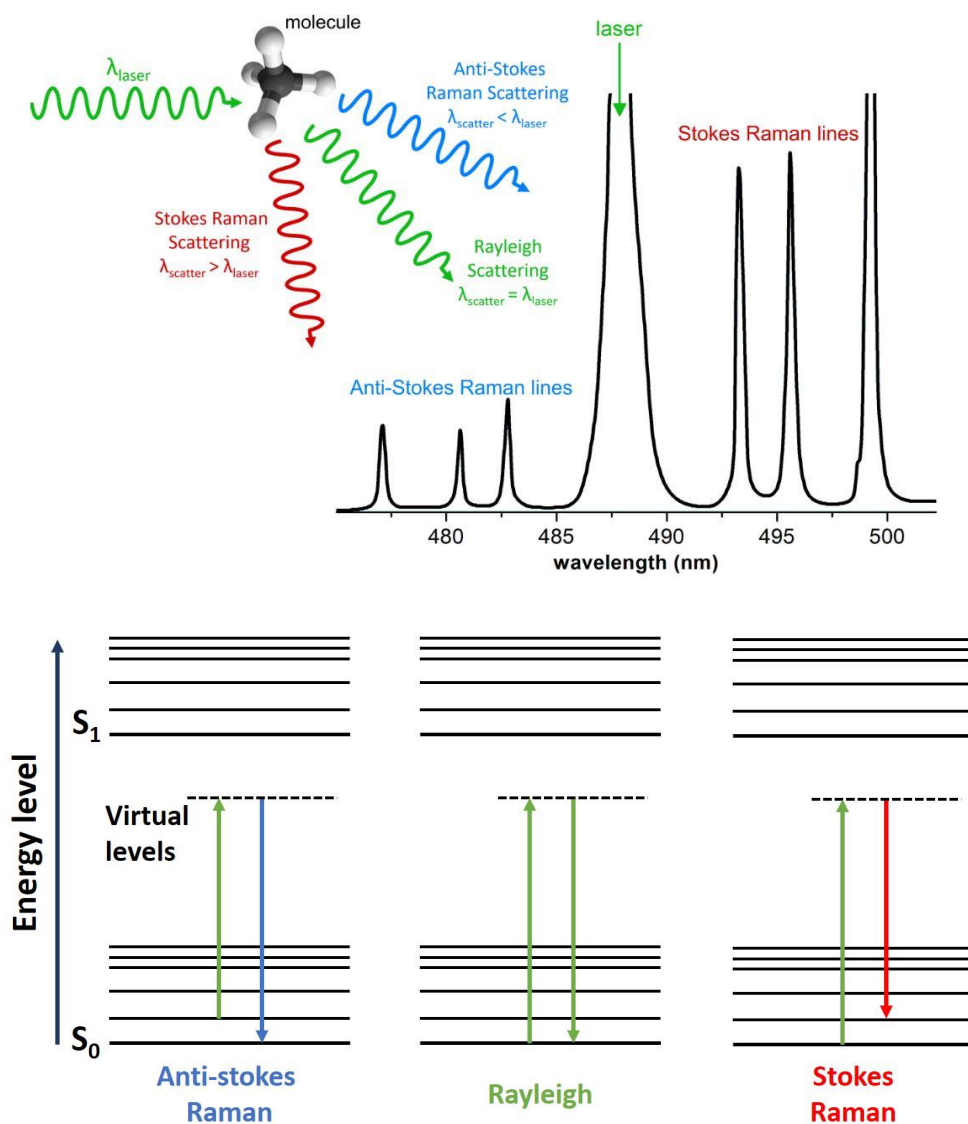 molecule
λlaser
laser
Anti-Stokes
Raman Scattering
λscatter < λlaser
Stokes Raman lines
Stokes Raman
Scattering
λscatter > λlaser
Rayleigh
Scattering
λscatter = λlaser
Anti-Stokes Raman lines
480 485 490 495 500
wavelength (nm)
Energy level
S1
Virtual
levels
S0
Anti-stokes
Raman
Rayleigh
Stokes
Raman